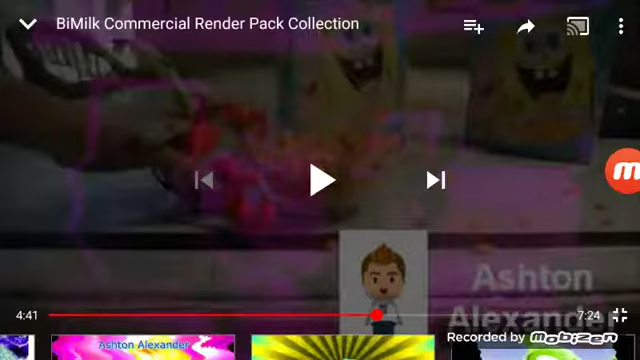 BiMilk Commercial Render Pack Collection
m
Ashton
Alexander
4:41
7:24
Recorded by mobizen
Ashton Alexander